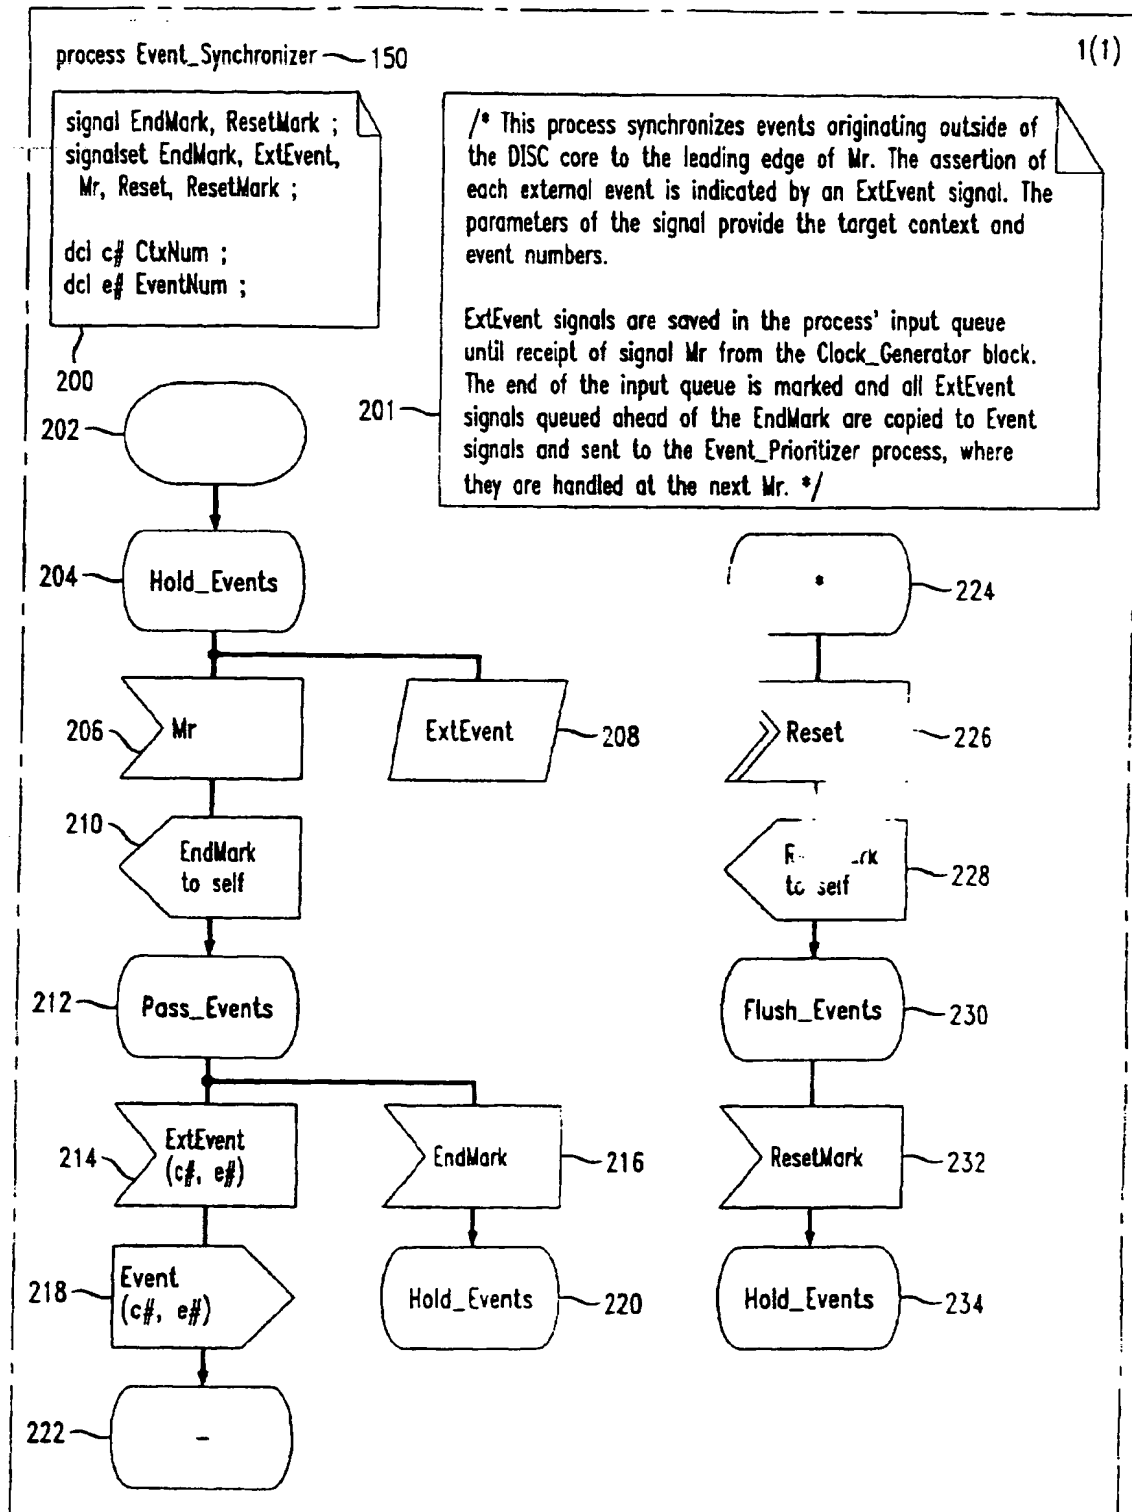 process Event_Synchronizer 150
1(1)
signal EndMark, ResetMark ;
signalset EndMark, ExtEvent,
Mr, Reset, ResetMark ;
dcl c# CtxNum ;
dcl e# EventNum ;
200
/* This process synchronizes events originating outside of
the DISC core to the leading edge of Mr. The assertion of
each external event is indicated by an ExtEvent signal. The
parameters of the signal provide the target context and
event numbers.
ExtEvent signals are saved in the process' input queue
until receipt of signal Mr from the Clock_Generator block.
The end of the input queue is marked and all ExtEvent
signals queued ahead of the EndMark are copied to Event
signals and sent to the Event_Prioritizer process, where
they are handled at the next Mr. */
201
202
204
Hold_Events
*
224
206
Mr
ExtEvent
208
Reset
226
210
EndMark
to self
to self
228
212
Pass_Events
Flush_Events
230
214
ExtEvent
(c#, e#)
EndMark
216
ResetMark
232
218
Event
(c#, e#)
Hold_Events
220
Hold_Events
234
222
-